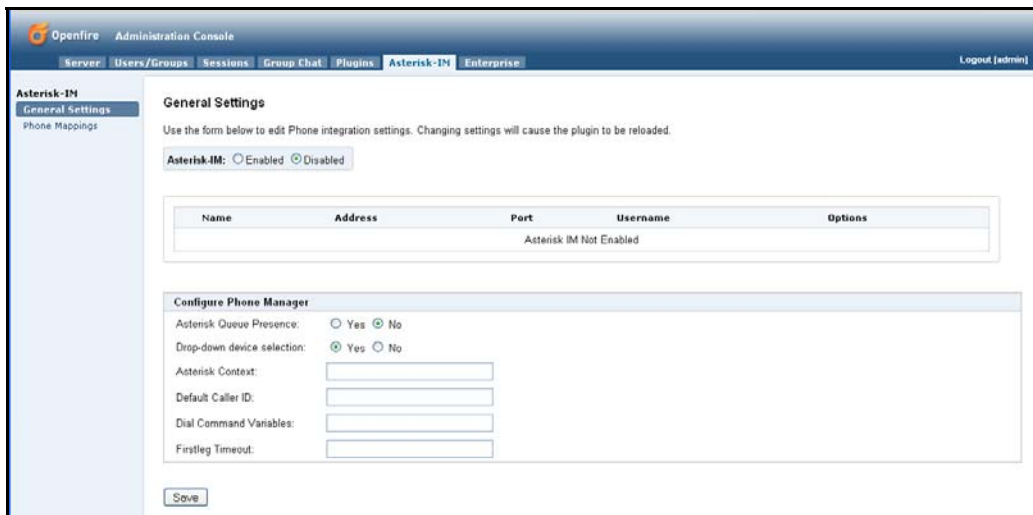 Openfire Administration Console
Server Users/Groups Sessions Group Chat Plugins Asterisk-IM Enterprise Logout [admin]
Asterisk-IM
General Settings
Phone Mappings
General Settings
Use the form below to edit Phone integration settings. Changing settings will cause the plugin to be reloaded.
Asterisk-IM: Enabled Disabled
Name Address Port Username Options
Asterisk IM Not Enabled
Configure Phone Manager
Asterisk Queue Presence: Yes No
Drop-down device selection: Yes No
Asterisk Context:
Default Caller ID:
Dial Command Variables:
Firstleg Timeout:
Save